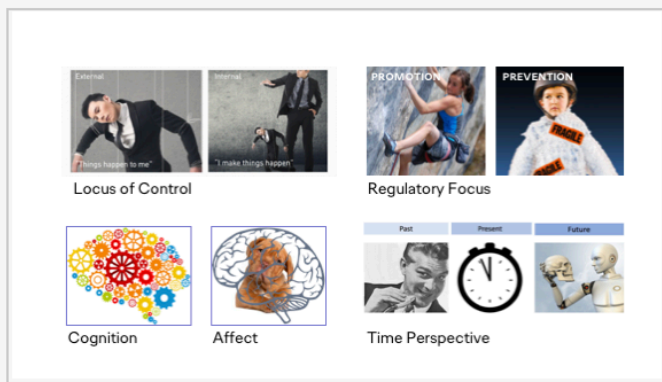 External
Internal
"Things happen to me"
"I make things happen"
Locus of Control
PROMOTION
PREVENTION
FRAGILE
FRAGILE
Regulatory Focus
Cognition
Affect
Past
Present
Future
Time Perspective